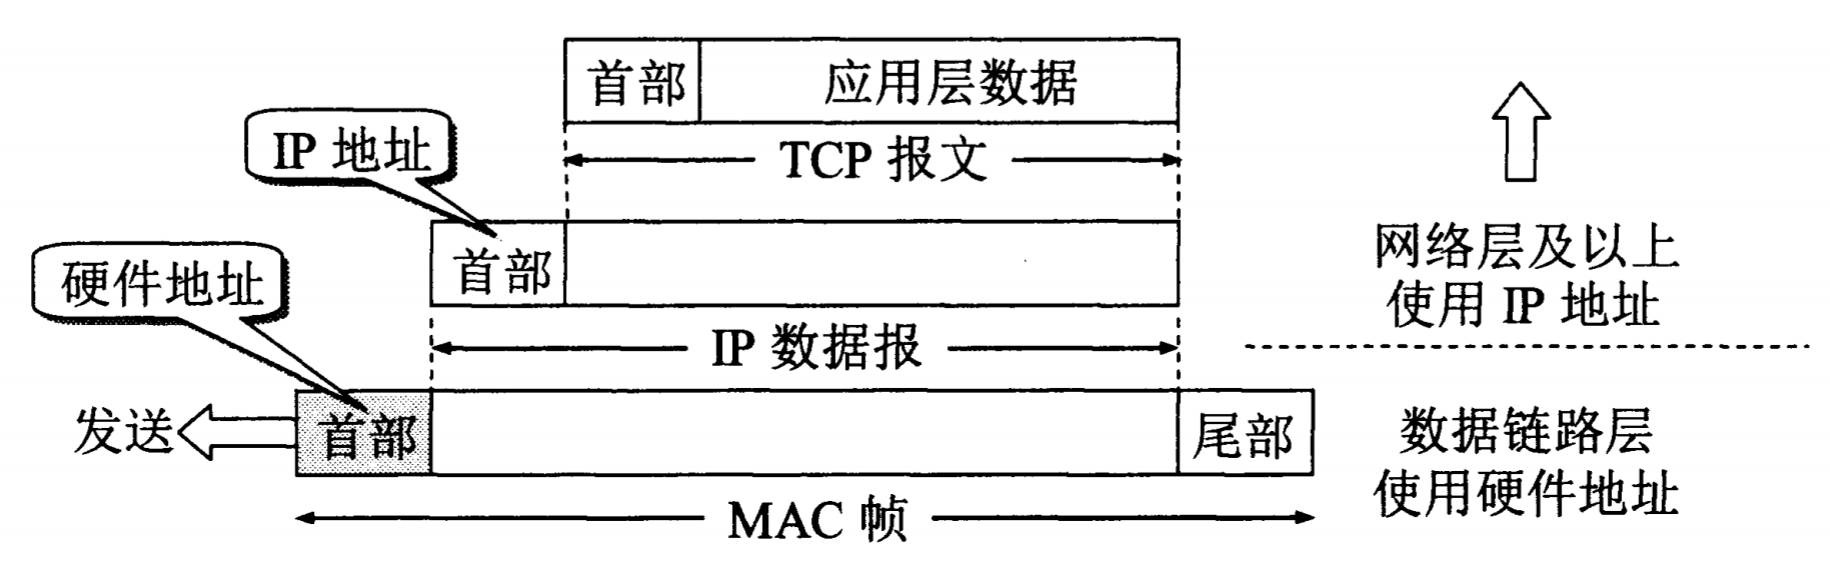 首部 应用层数据
IP 地址
TCP 报文
首部
网络层及以上
使用 IP 地址
硬件地址
IP 数据报
发送
首部
尾部
数据链路层
使用硬件地址
MAC 帧